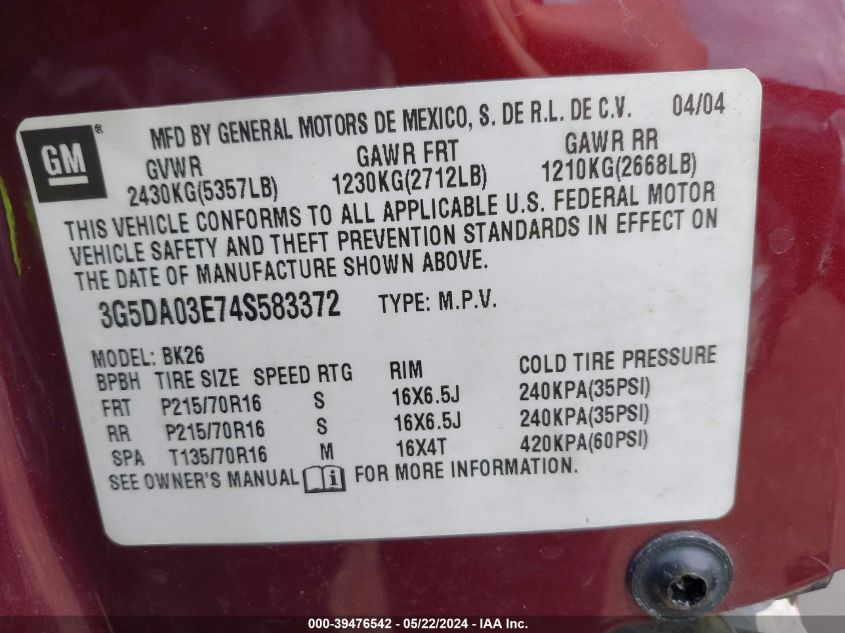 GM®
MFD BY GENERAL MOTORS DE MEXICO, S. DE R.L. DE C.V. 04/04
GVWR GAWR FRT GAWR RR
2430KG(5357LB) 1230KG(2712LB) 1210KG(2668LB)
THIS VEHICLE CONFORMS TO ALL APPLICABLE U.S. FEDERAL MOTOR
VEHICLE SAFETY AND THEFT PREVENTION STANDARDS IN EFFECT ON
THE DATE OF MANUFACTURE SHOWN ABOVE.
3G5DA03E74S583372 TYPE: M.P.V.
MODEL: BK26
BPBH TIRE SIZE SPEED RTG RIM COLD TIRE PRESSURE
FRT P215/70R16 S 16X6.5J 240KPA(35PSI)
RR P215/70R16 S 16X6.5J 240KPA(35PSI)
SPA T135/70R16 M 16X4T 420KPA(60PSI)
SEE OWNER'S MANUAL i FOR MORE INFORMATION.
000-39476542 / 05/22/2024 - IAA Inc.